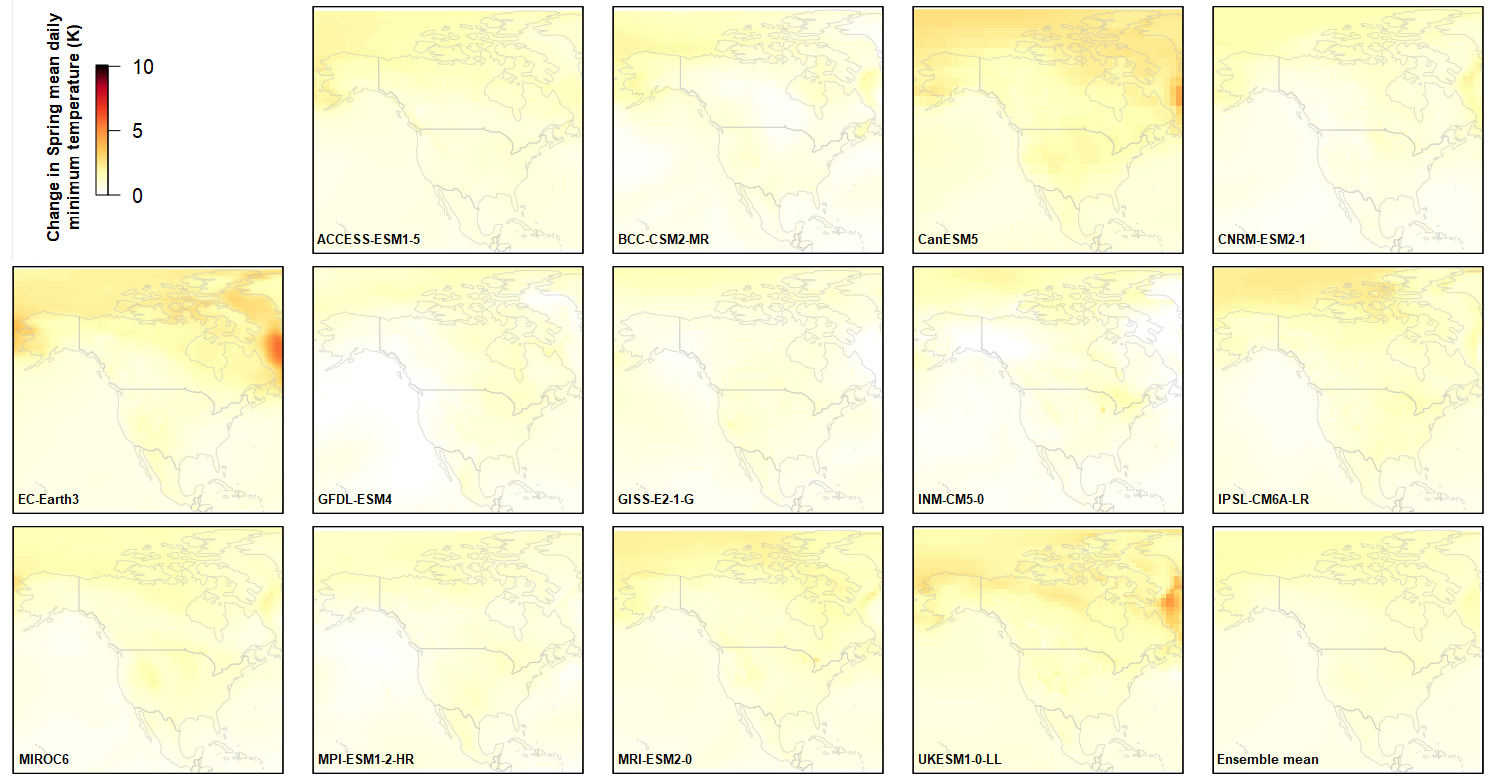 Change in Spring mean daily
minimum temperature (K)
10
5
0
ACCESS-ESM1-5
BCC-CSM2-MR
CanESM5
CNRM-ESM2-1
EC-Earth3
GFDL-ESM4
GISS-E2-1-G
INM-CM5-0
IPSL-CM6A-LR
MIROC6
MPI-ESM1-2-HR
MRI-ESM2-0
UKESM1-0-LL
Ensemble mean